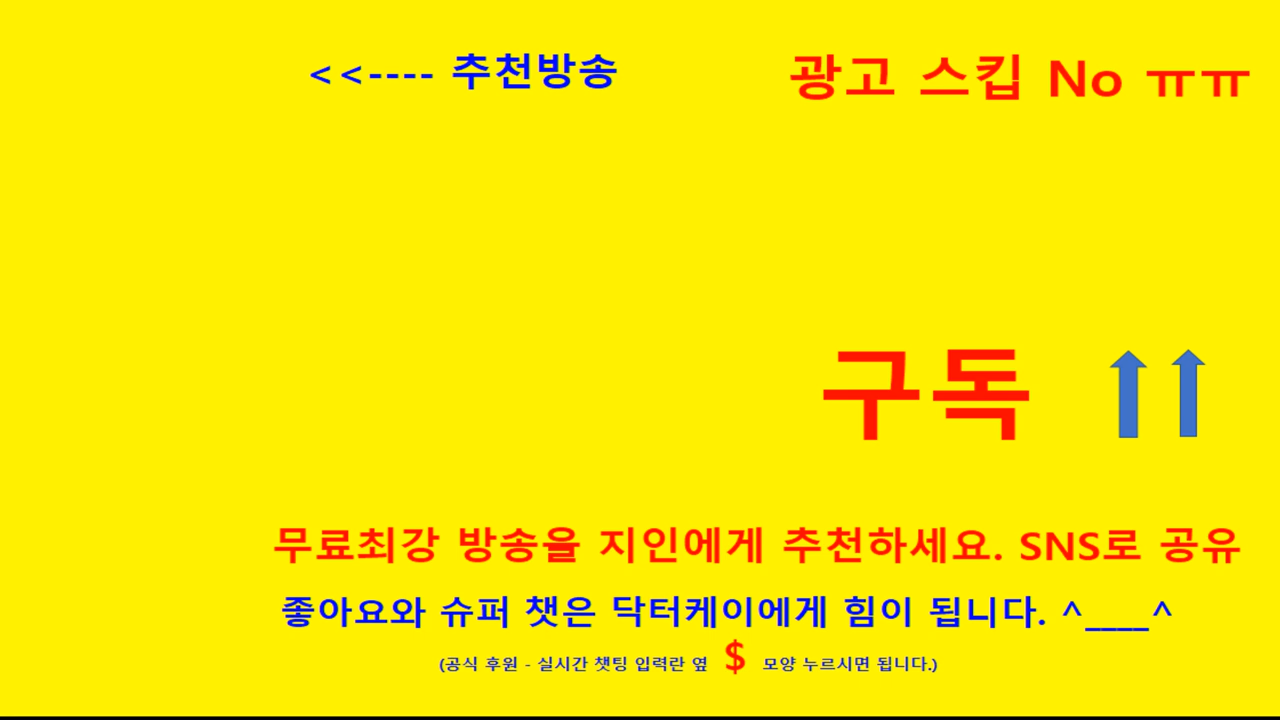 <<---- 추천방송
광고 스킵 No ㅠㅠ
구독
무료최강 방송을 지인에게 추천하세요. SNS로 공유
좋아요와 슈퍼 챗은 닥터케이에게 힘이 됩니다. ^____^
(공식 후원 - 실시간 챗팅 입력란 옆 $ 모양 누르시면 됩니다.)